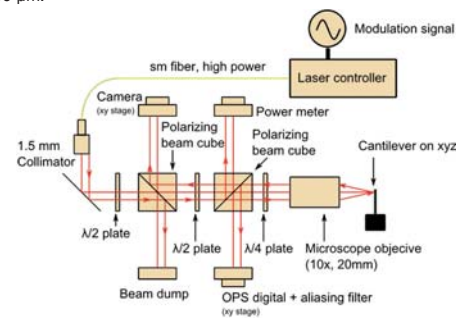 Modulation signal
sm fiber, high power
Laser controller
Camera
(xy stage)
Power meter
1.5 mm
Collimator
Polarizing
beam cube
Polarizing
beam cube
Cantilever on xyz
λ/2 plate
λ/2 plate
λ/4 plate
Microscope objecive
(10x, 20mm)
Beam dump
OPS digital + aliasing filter
(xy stage)